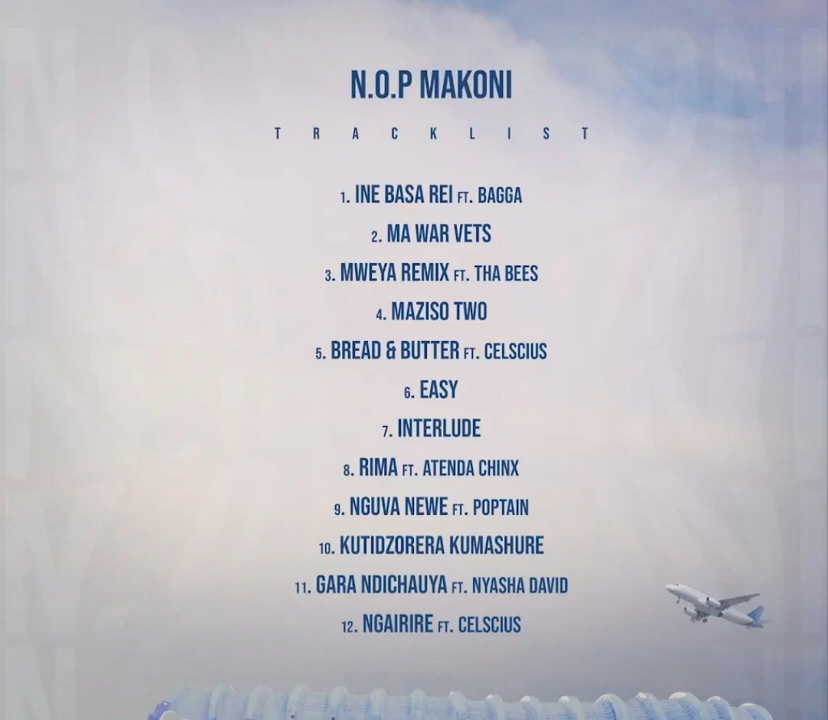 N.O.P MAKONI
TRACKLIST
1. INE BASA REI FT. BAGGA
2. MA WAR VETS
3. MWEYA REMIX FT. THA BEES
4. MAZISO TWO
5. BREAD & BUTTER FT. CELSCIUS
6. EASY
7. INTERLUDE
8. RIMA FT. ATENDA CHINX
9. NGUVA NEWE FT. POPTAIN
10. KUTIDZORERA KUMASHURE
11. GARA NDICHAUYA FT. NYASHA DAVID
12. NGAIRIRE FT. CELSCIUS